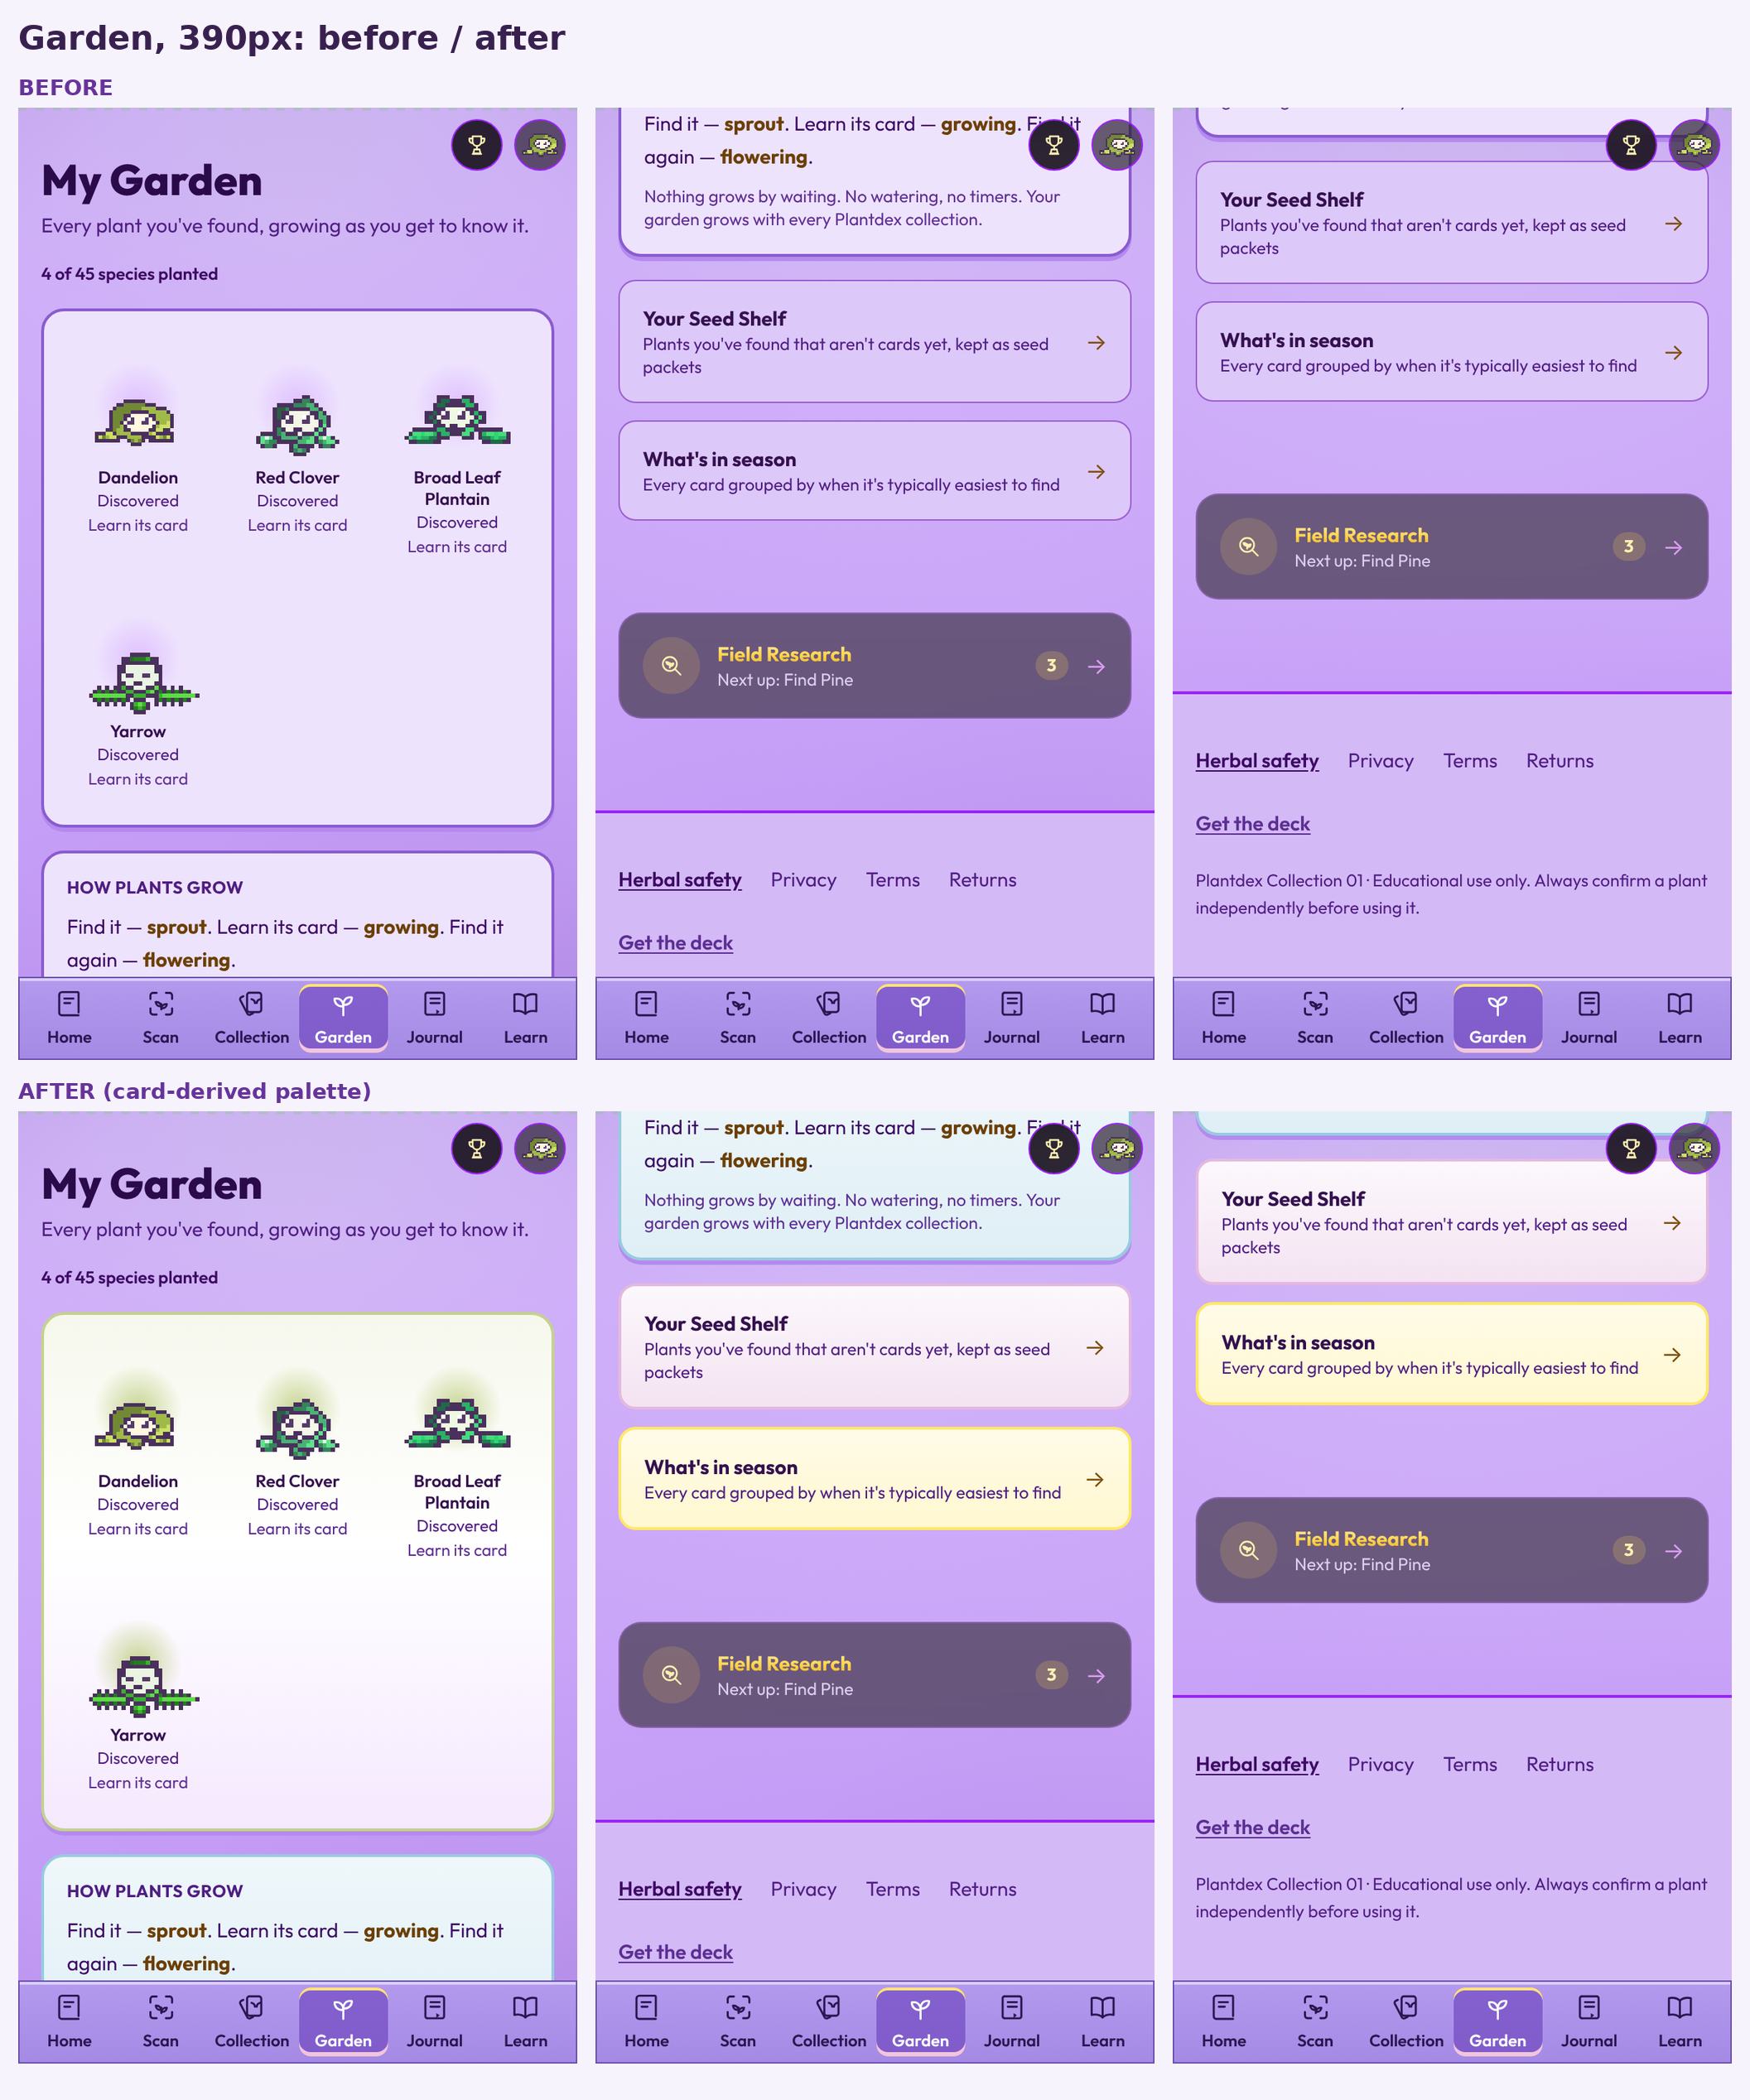 Garden, 390px: before / after
BEFORE
My Garden
Every plant you've found, growing as you get to know it.
4 of 45 species planted
Dandelion
Discovered
Learn its card
Red Clover
Discovered
Learn its card
Broad Leaf
Plantain
Discovered
Learn its card
Yarrow
Discovered
Learn its card
HOW PLANTS GROW
Find it — sprout. Learn its card — growing. Find it
again — flowering.
Home
Scan
Collection
Garden
Journal
Learn
Find it — sprout. Learn its card — growing. Find it
again — flowering.
Nothing grows by waiting. No watering, no timers. Your
garden grows with every Plantdex collection.
Your Seed Shelf
Plants you've found that aren't cards yet, kept as seed
packets
What's in season
Every card grouped by when it's typically easiest to find
Field Research
Next up: Find Pine
3
Herbal safety
Privacy
Terms
Returns
Get the deck
Home
Scan
Collection
Garden
Journal
Learn
Your Seed Shelf
Plants you've found that aren't cards yet, kept as seed
packets
What's in season
Every card grouped by when it's typically easiest to find
Field Research
Next up: Find Pine
3
Herbal safety
Privacy
Terms
Returns
Get the deck
Plantdex Collection 01 · Educational use only. Always confirm a plant
independently before using it.
Home
Scan
Collection
Garden
Journal
Learn
AFTER (card-derived palette)
My Garden
Every plant you've found, growing as you get to know it.
4 of 45 species planted
Dandelion
Discovered
Learn its card
Red Clover
Discovered
Learn its card
Broad Leaf
Plantain
Discovered
Learn its card
Yarrow
Discovered
Learn its card
HOW PLANTS GROW
Find it — sprout. Learn its card — growing. Find it
again — flowering.
Home
Scan
Collection
Garden
Journal
Learn
Find it — sprout. Learn its card — growing. Find it
again — flowering.
Nothing grows by waiting. No watering, no timers. Your
garden grows with every Plantdex collection.
Your Seed Shelf
Plants you've found that aren't cards yet, kept as seed
packets
What's in season
Every card grouped by when it's typically easiest to find
Field Research
Next up: Find Pine
3
Herbal safety
Privacy
Terms
Returns
Get the deck
Home
Scan
Collection
Garden
Journal
Learn
Your Seed Shelf
Plants you've found that aren't cards yet, kept as seed
packets
What's in season
Every card grouped by when it's typically easiest to find
Field Research
Next up: Find Pine
3
Herbal safety
Privacy
Terms
Returns
Get the deck
Plantdex Collection 01 · Educational use only. Always confirm a plant
independently before using it.
Home
Scan
Collection
Garden
Journal
Learn